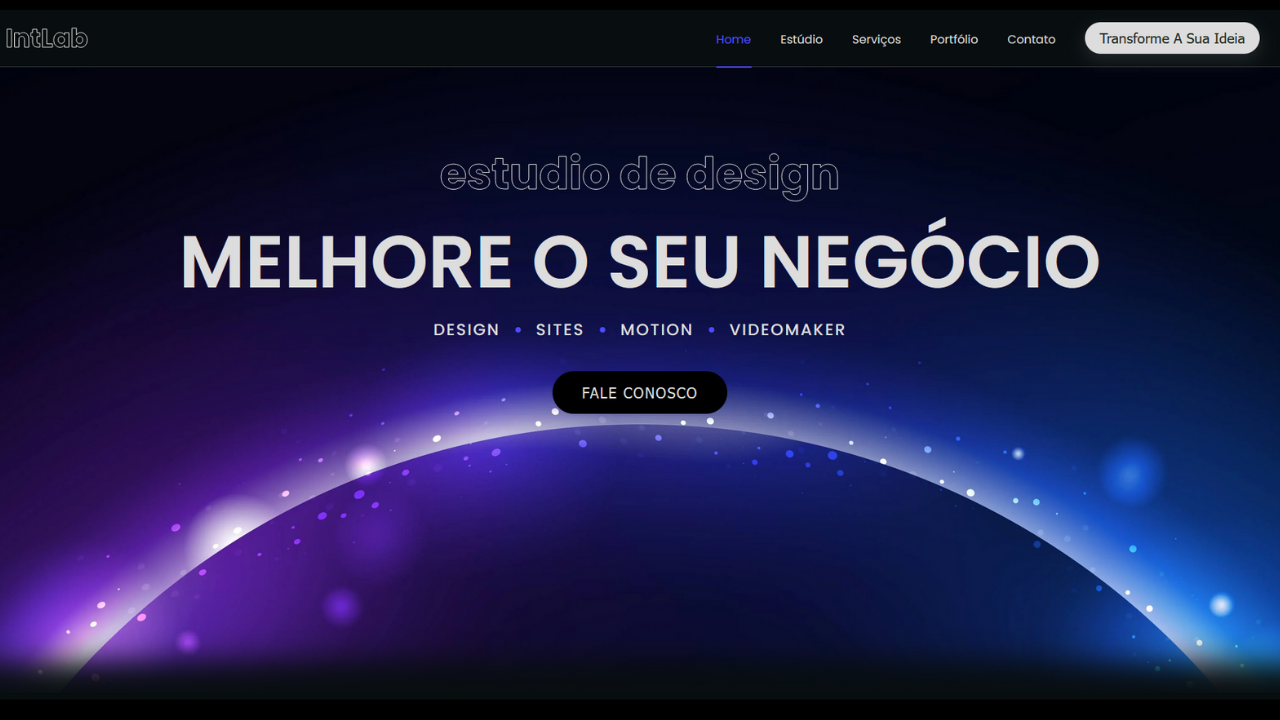 IntLab
Home Estúdio Serviços Portfólio Contato Transforme A Sua Ideia
estudio de design
MELHORE O SEU NEGÓCIO
DESIGN • SITES • MOTION • VIDEOMAKER
FALE CONOSCO